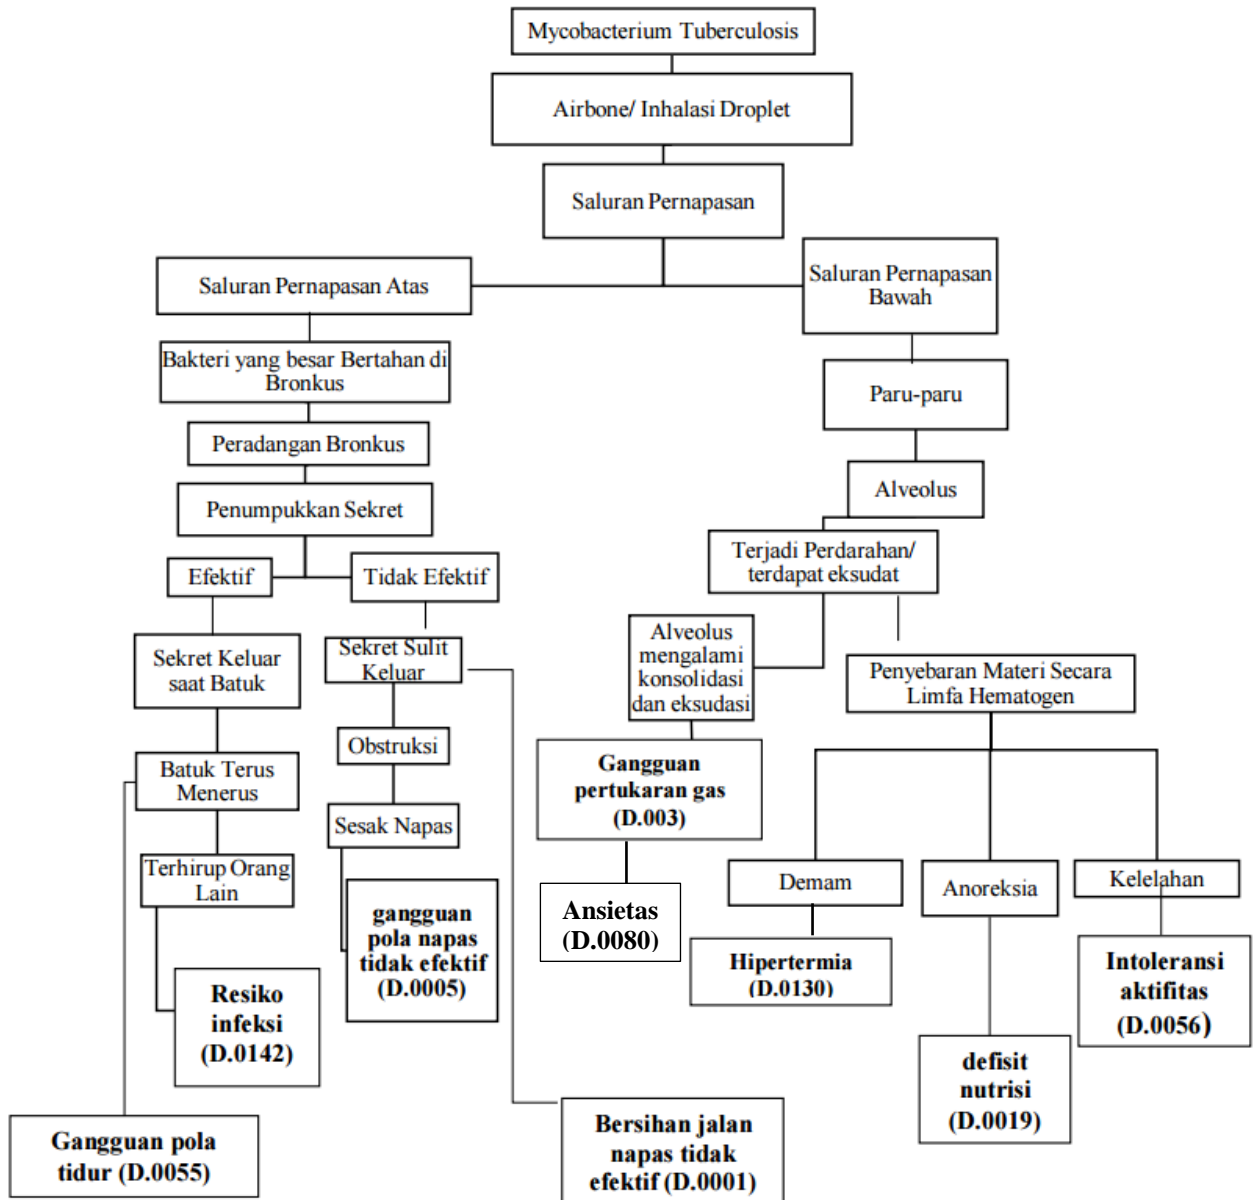 Mycobacterium Tuberculosis
Airbone/ Inhalasi Droplet
Saluran Pernapasan
Saluran Pernapasan Atas
Saluran Pernapasan
Bawah
Bakteri yang besar Bertahan di
Bronkus
Paru-paru
Peradangan Bronkus
Alveolus
Penumpukkan Sekret
Terjadi Perdarahan/
terdapat eksudat
Efektif
Tidak Efektif
Sekret Keluar
saat Batuk
Sekret Sulit
Keluar
Alveolus
mengalami
konsolidasi
dan eksudasi
Penyebaran Materi Secara
Limfa Hematogen
Obstruksi
Batuk Terus
Menerus
Gangguan
pertukaran gas
(D.003)
Sesak Napas
Terhirup Orang
Lain
Demam
Anoreksia
Kelelahan
gangguan
pola napas
tidak efektif
(D.0005)
Ansietas
(D.0080)
Hipertermia
(D.0130)
Intoleransi
aktifitas
(D.0056)
Resiko
infeksi
(D.0142)
defisit
nutrisi
(D.0019)
Gangguan pola
tidur (D.0055)
Bersihan jalan
napas tidak
efektif (D.0001)